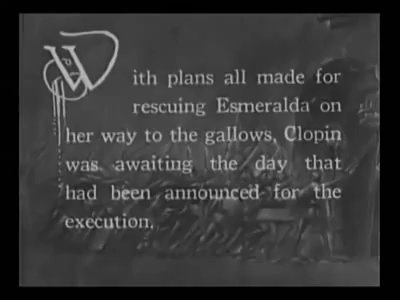 With plans all made for
rescuing Esmeralda on
her way to the gallows, Clopin
was awaiting the day that
had been announced for the
execution.